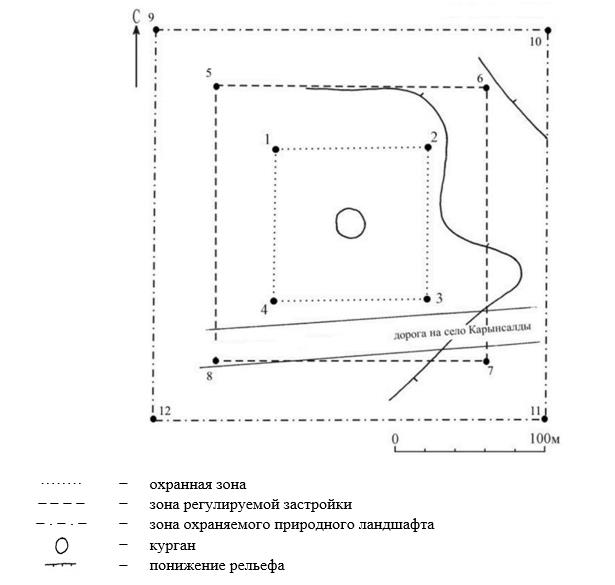 С 9
10
5
6
1
2
4
3
дорога на село Карынсалды
8
7
12
11
0 100м
– охранная зона
– зона регулируемой застройки
– зона охраняемого природного ландшафта
– курган
– понижение рельефа